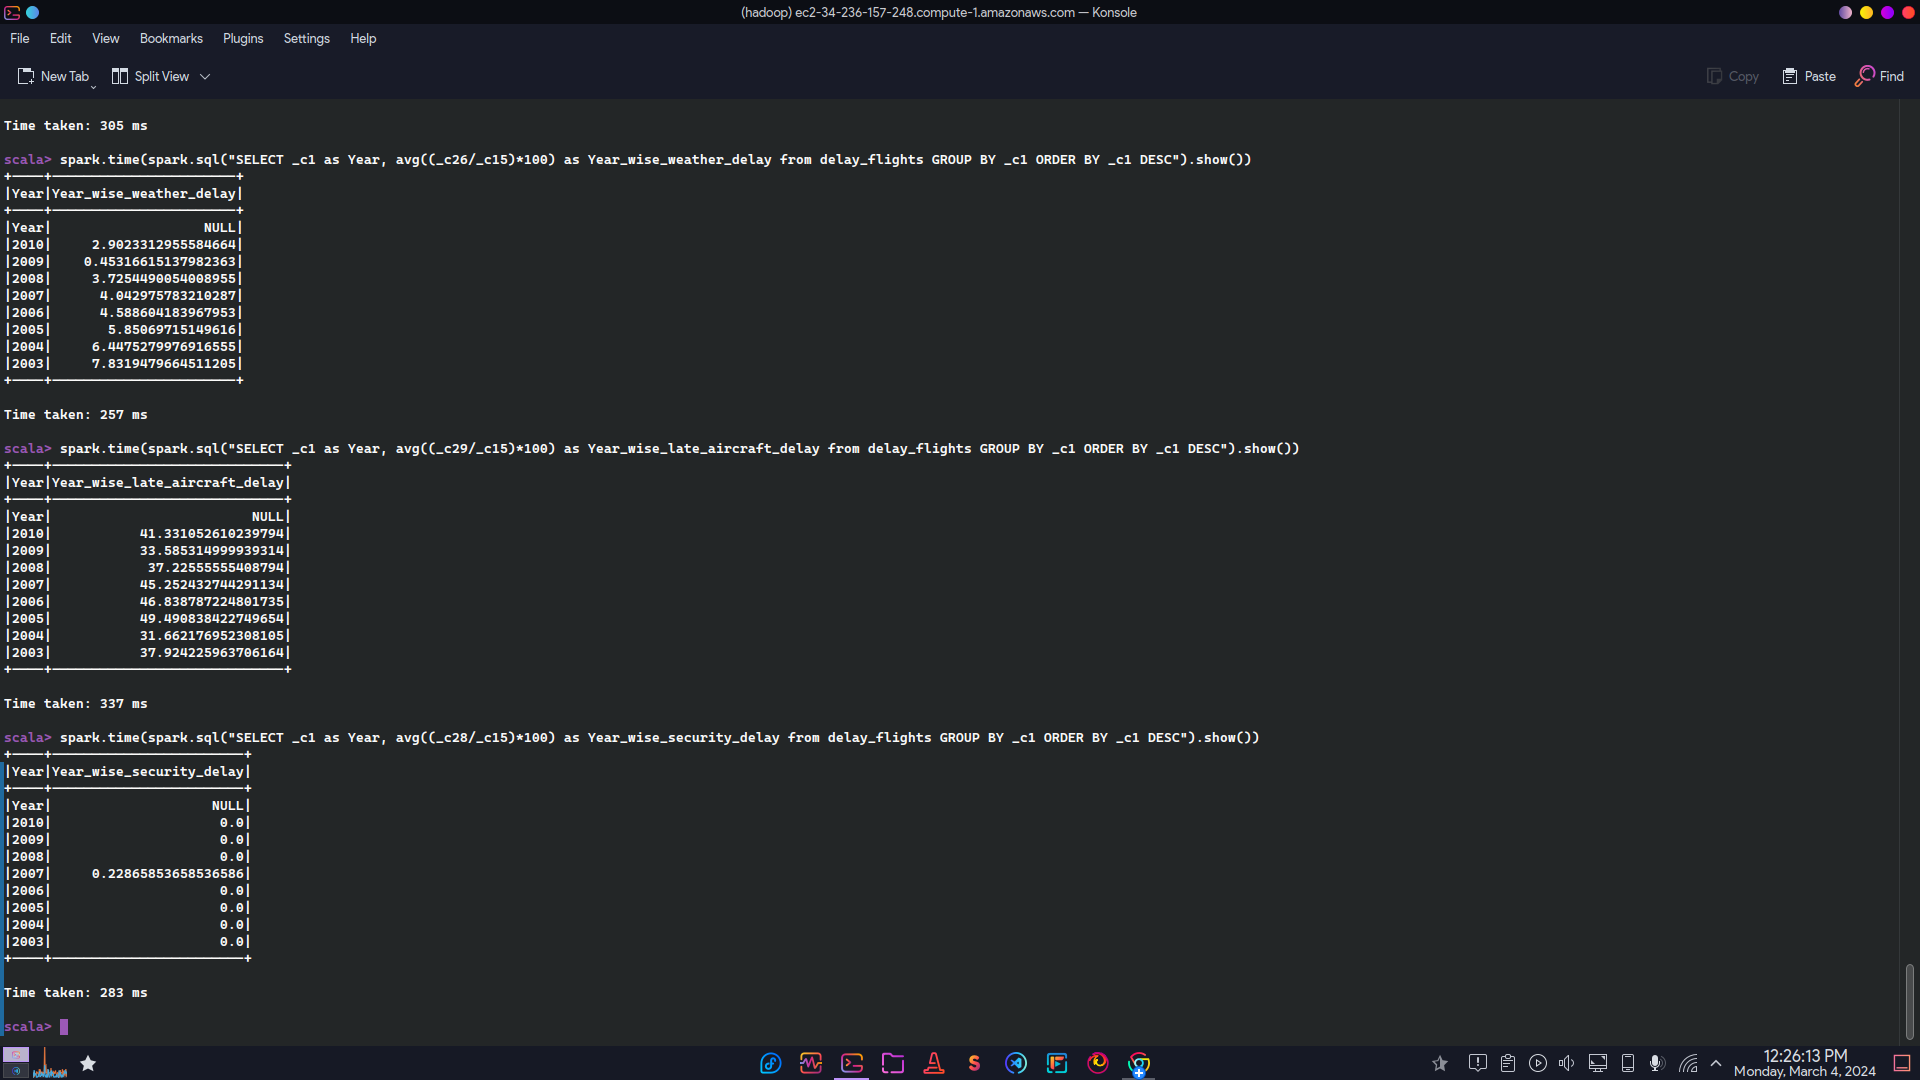 (hadoop) ec2-34-236-157-248.compute-1.amazonaws.com — Konsole
File Edit View Bookmarks Plugins Settings Help
New Tab Split View Copy Paste Find
Time taken: 305 ms
scala> spark.time(spark.sql("SELECT _c1 as Year, avg((_c26/_c15)*100) as Year_wise_weather_delay from delay_flights GROUP BY _c1 ORDER BY _c1 DESC").show())
+----+-----------------------+
|Year|Year_wise_weather_delay|
+----+-----------------------+
|Year|                   NULL|
|2010|     2.9023312955584664|
|2009|    0.45316615137982363|
|2008|     3.7254490054008955|
|2007|      4.042975783210287|
|2006|      4.588604183967953|
|2005|       5.85069715149616|
|2004|     6.4475279976916555|
|2003|     7.8319479664511205|
+----+-----------------------+
Time taken: 257 ms
scala> spark.time(spark.sql("SELECT _c1 as Year, avg((_c29/_c15)*100) as Year_wise_late_aircraft_delay from delay_flights GROUP BY _c1 ORDER BY _c1 DESC").show())
+----+-----------------------------+
|Year|Year_wise_late_aircraft_delay|
+----+-----------------------------+
|Year|                         NULL|
|2010|           41.331052610239794|
|2009|           33.585314999939314|
|2008|            37.22555555408794|
|2007|           45.252432744291134|
|2006|           46.838787224801735|
|2005|           49.490838422749654|
|2004|           31.662176952308105|
|2003|           37.924225963706164|
+----+-----------------------------+
Time taken: 337 ms
scala> spark.time(spark.sql("SELECT _c1 as Year, avg((_c28/_c15)*100) as Year_wise_security_delay from delay_flights GROUP BY _c1 ORDER BY _c1 DESC").show())
+----+------------------------+
|Year|Year_wise_security_delay|
+----+------------------------+
|Year|                    NULL|
|2010|                     0.0|
|2009|                     0.0|
|2008|                     0.0|
|2007|     0.22865853658536586|
|2006|                     0.0|
|2005|                     0.0|
|2004|                     0.0|
|2003|                     0.0|
+----+------------------------+
Time taken: 283 ms
scala>
12:26:13 PM
Monday, March 4, 2024